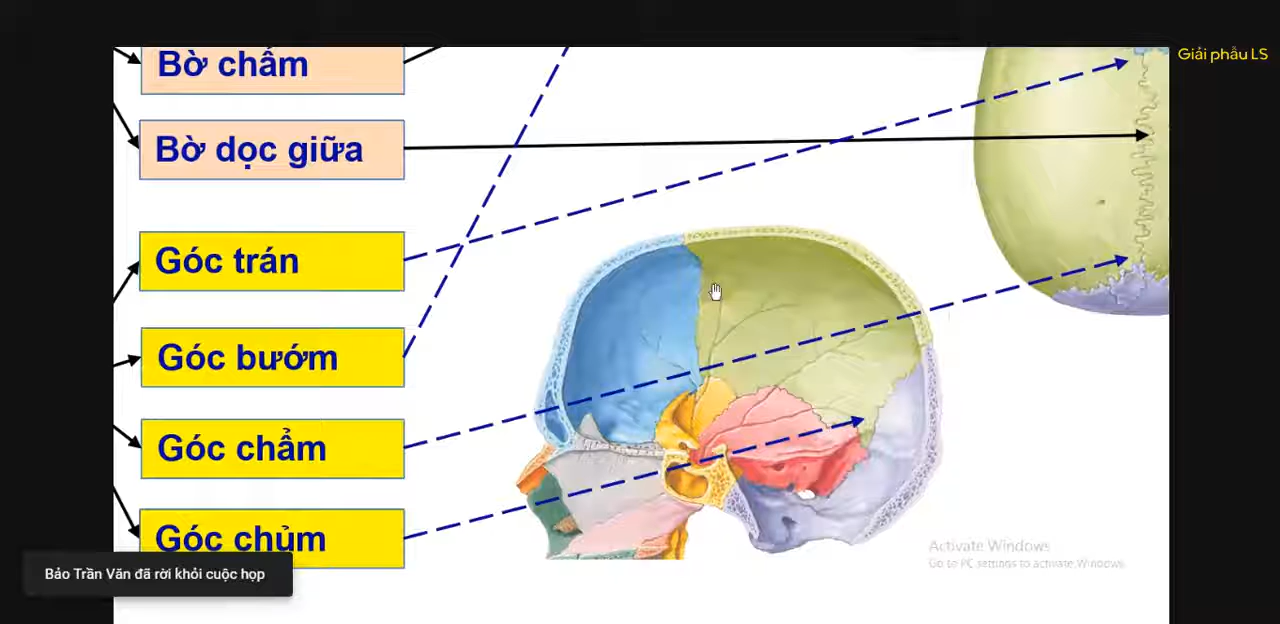 Bờ chẩm
Giải phẫu LS
Bờ dọc giữa
Góc trán
Góc bướm
Góc chẩm
Góc chủm
Activate Windows
Go to PC settings to activate Windows.
Bảo Trần Văn đã rời khỏi cuộc họp